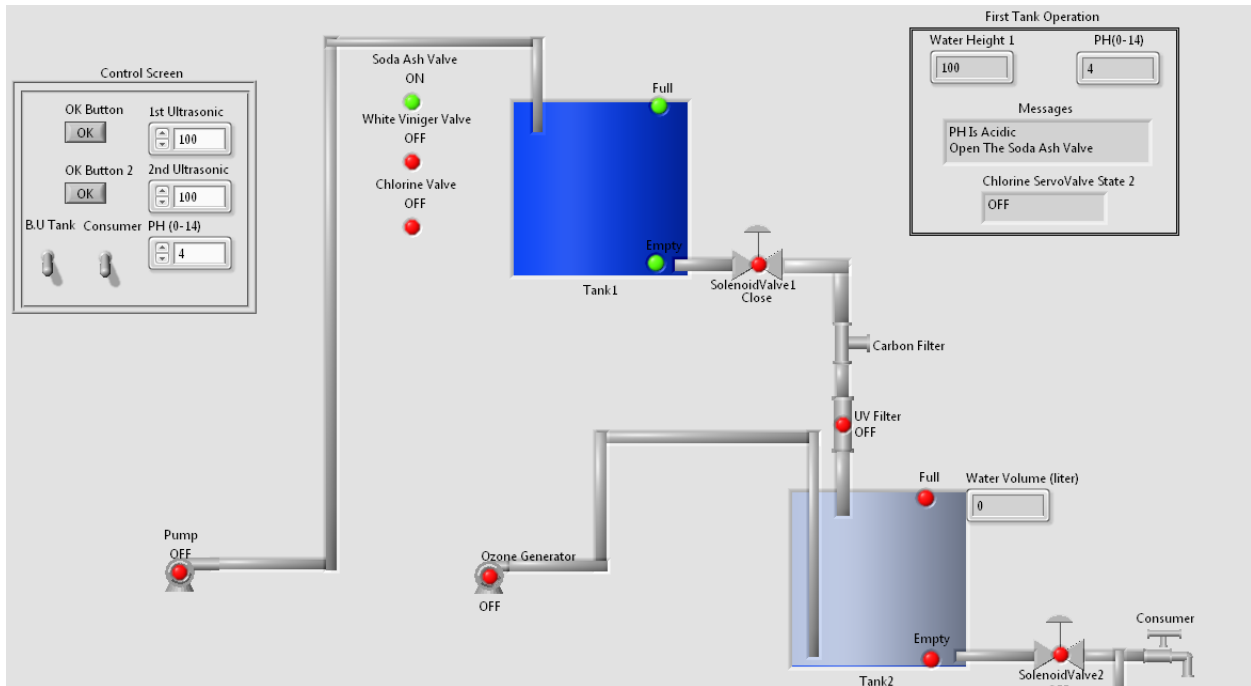 First Tank Operation
Water Height 1
PH(0-14)
100
4
Messages
PH Is Acidic
Open The Soda Ash Valve
Chlorine ServoValve State 2
OFF
Control Screen
OK Button
1st Ultrasonic
OK
100
OK Button 2
2nd Ultrasonic
OK
100
B.U Tank
Consumer
PH (0-14)
4
Soda Ash Valve
ON
White Viniger Valve
OFF
Chlorine Valve
OFF
Full
Empty
Tank1
SolenoidValve1
Close
Carbon Filter
UV Filter
OFF
Full
Water Volume (liter)
0
Pump
OFF
Ozone Generator
OFF
Empty
Tank2
SolenoidValve2
Consumer